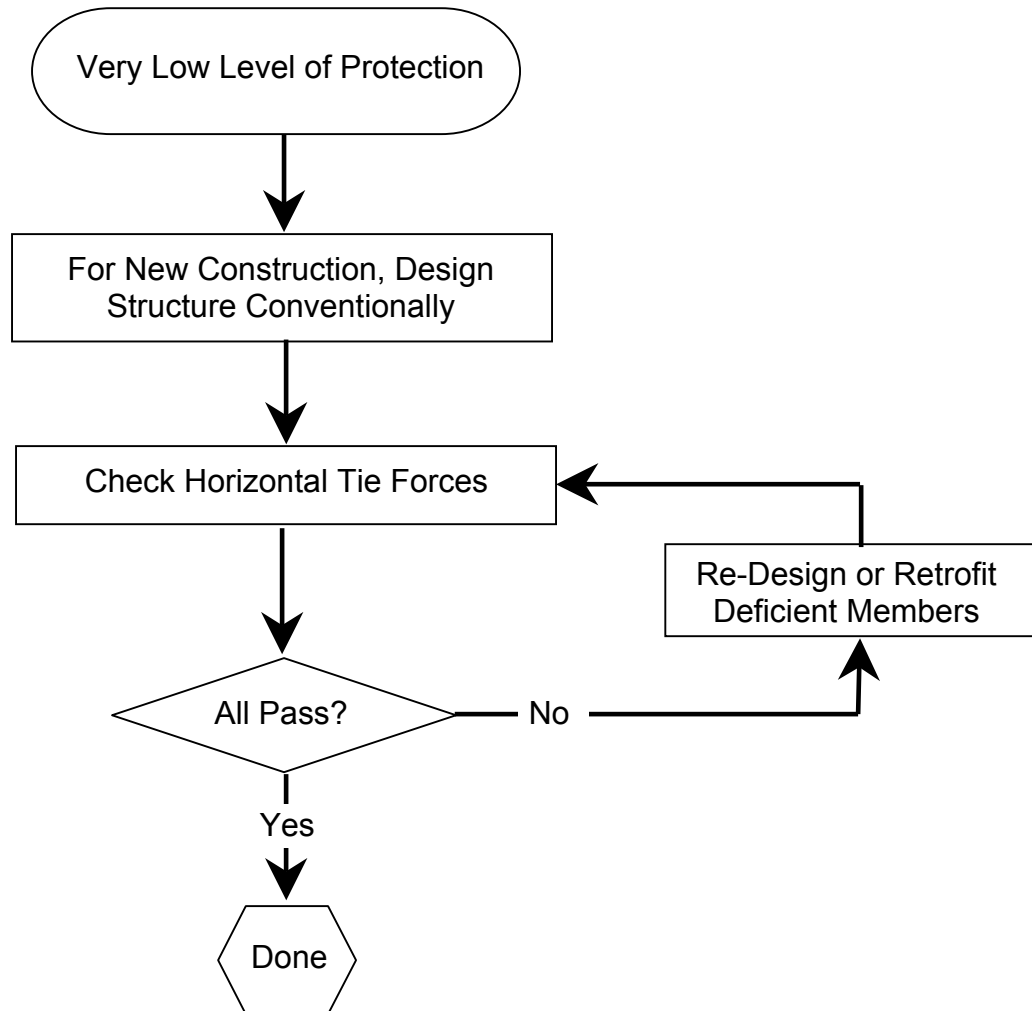 Very Low Level of Protection
For New Construction, Design
Structure Conventionally
Check Horizontal Tie Forces
Re-Design or Retrofit
Deficient Members
All Pass?
No
Yes
Done